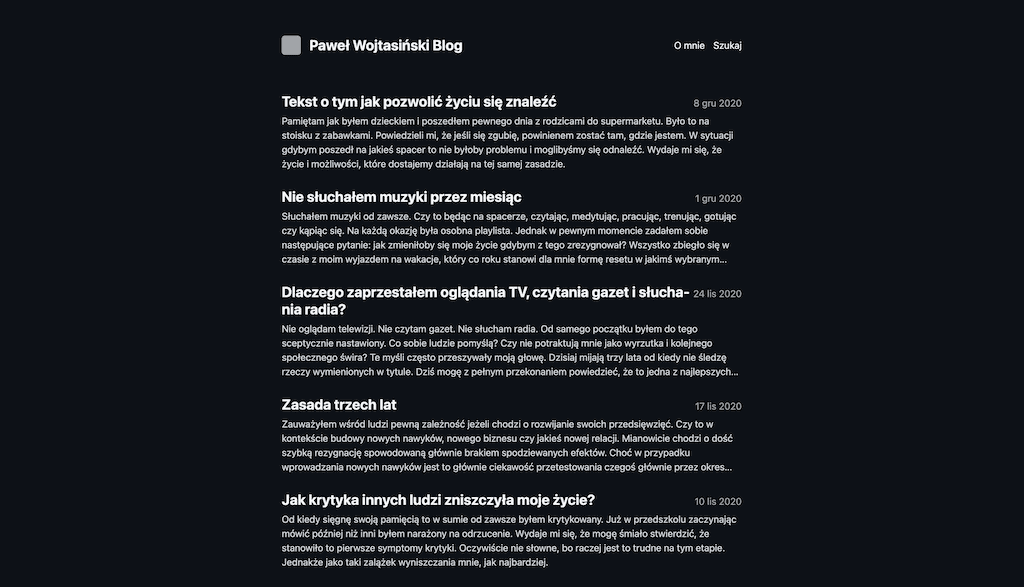 Paweł Wojtasiński Blog
O mnie Szukaj
Tekst o tym jak pozwolić życiu się znaleźć
8 gru 2020
Pamiętam jak byłem dzieckiem i poszedłem pewnego dnia z rodzicami do supermarketu. Było to na
stoisku z zabawkami. Powiedzieli mi, że jeśli się zgubię, powinienem zostać tam, gdzie jestem. W sytuacji
gdybym poszedł na jakieś spacer to nie byłoby problemu i moglibyśmy się odnaleźć. Wydaje mi się, że
życie i możliwości, które dostajemy działają na tej samej zasadzie.
Nie słuchałem muzyki przez miesiąc
1 gru 2020
Słuchałem muzyki od zawsze. Czy to będąc na spacerze, czytając, medytując, pracując, trenując, gotując
czy kąpiąc się. Na każdą okazję była osobna playlista. Jednak w pewnym momencie zadałem sobie
następujące pytanie: jak zmieniłoby się moje życie gdybym z tego zrezygnował? Wszystko zbiegło się w
czasie z moim wyjazdem na wakacje, który co roku stanowi dla mnie formę resetu w jakimś wybranym...
Dlaczego zaprzestałem oglądania TV, czytania gazet i słucha-
24 lis 2020
nia radia?
Nie oglądam telewizji. Nie czytam gazet. Nie słucham radia. Od samego początku byłem do tego
sceptycznie nastawiony. Co sobie ludzie pomyślą? Czy nie potraktują mnie jako wyrzutka i kolejnego
społecznego świra? Te myśli często przeszywały moją głowę. Dzisiaj mijają trzy lata od kiedy nie śledzę
rzeczy wymienionych w tytule. Dziś mogę z pełnym przekonaniem powiedzieć, że to jedna z najlepszych...
Zasada trzech lat
17 lis 2020
Zauważyłem wśród ludzi pewną zależność jeżeli chodzi o rozwijanie swoich przedsięwzięć. Czy to w
kontekście budowy nowych nawyków, nowego biznesu czy jakieś nowej relacji. Mianowicie chodzi o dość
szybką rezygnację spowodowaną głównie brakiem spodziewanych efektów. Choć w przypadku
wprowadzania nowych nawyków jest to głównie ciekawość przetestowania czegoś głównie przez okres...
Jak krytyka innych ludzi zniszczyła moje życie?
10 lis 2020
Od kiedy sięgnę swoją pamięcią to w sumie od zawsze byłem krytykowany. Już w przedszkolu zaczynając
mówić później niż inni byłem narażony na odrzucenie. Wydaje mi się, że mogę śmiało stwierdzić, że
stanowiło to pierwsze symptomy krytyki. Oczywiście nie słowne, bo raczej jest to trudne na tym etapie.
Jednakże jako taki zalążek wyniszczania mnie, jak najbardziej.